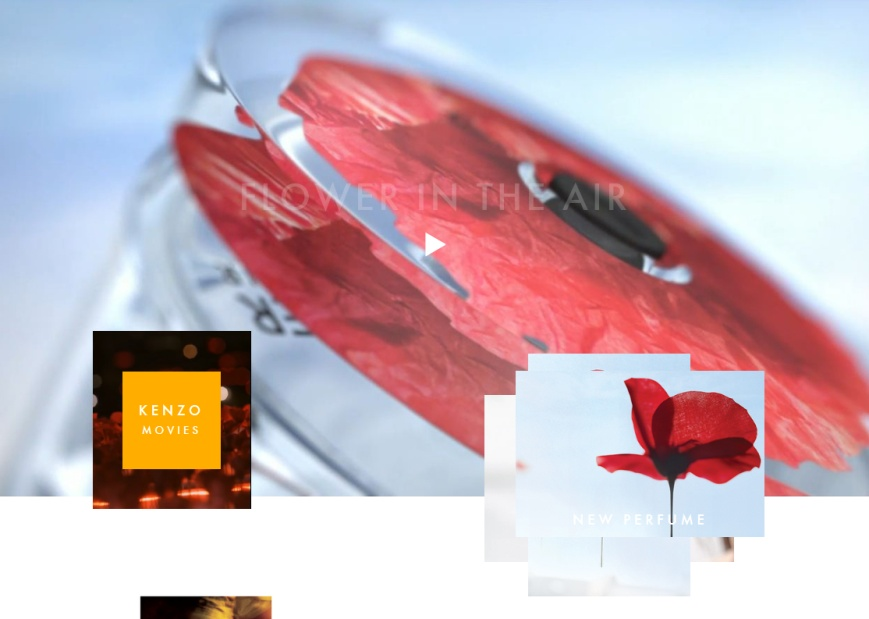 FLOWER IN THE AIR
KENZO
MOVIES
NEW PERFUME